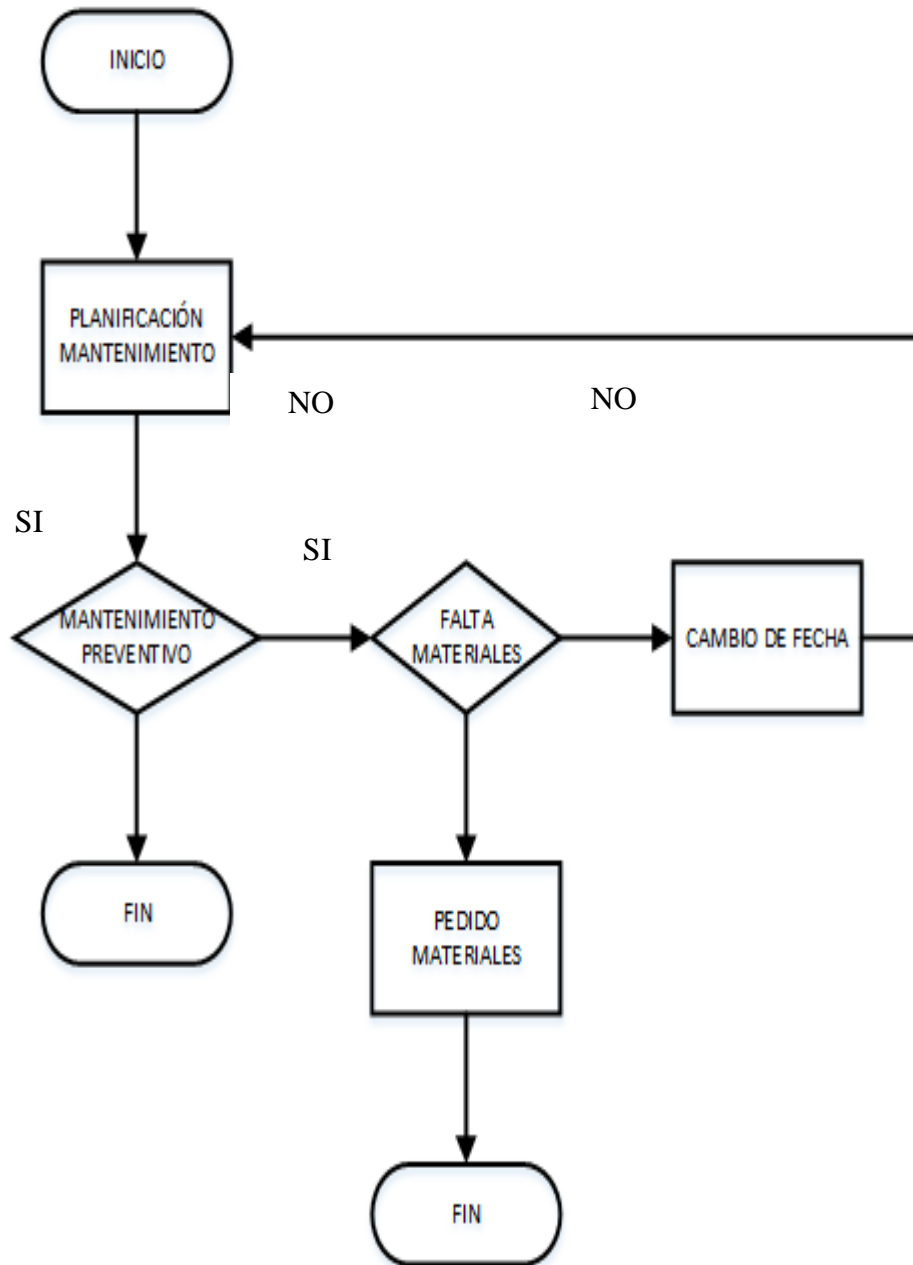 INICIO
PLANIFICACIÓN
MANTENIMIENTO
NO
NO
SI
SI
MANTENIMIENTO
PREVENTIVO
FALTA
MATERIALES
CAMBIO DE FECHA
FIN
PEDIDO
MATERIALES
FIN